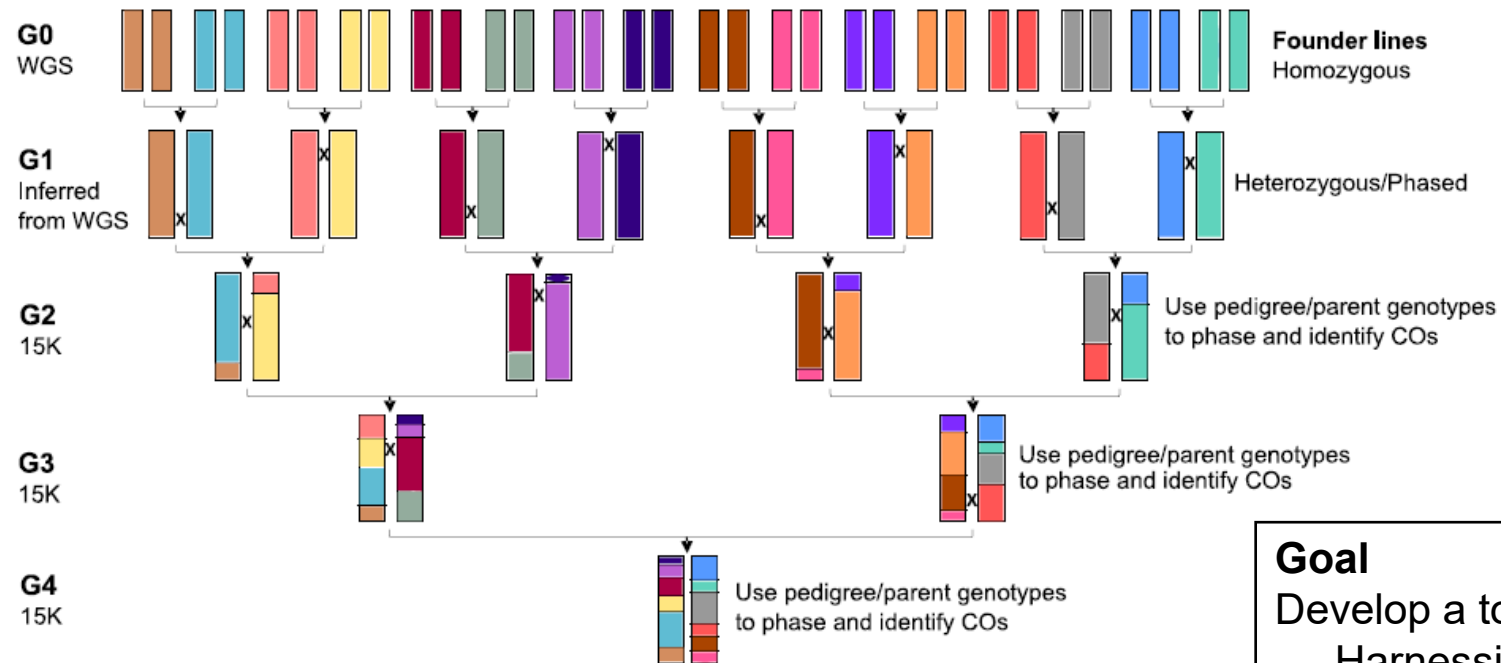 G0
WGS
Founder lines
Homozygous
G1
Inferred
from WGS
X
X
X
X
X
X
X
X
Heterozygous/Phased
G2
15K
X
X
X
X
Use pedigree/parent genotypes
to phase and identify COs
G3
15K
X
X
Use pedigree/parent genotypes
to phase and identify COs
G4
15K
Use pedigree/parent genotypes
to phase and identify COs
Goal
Develop a to